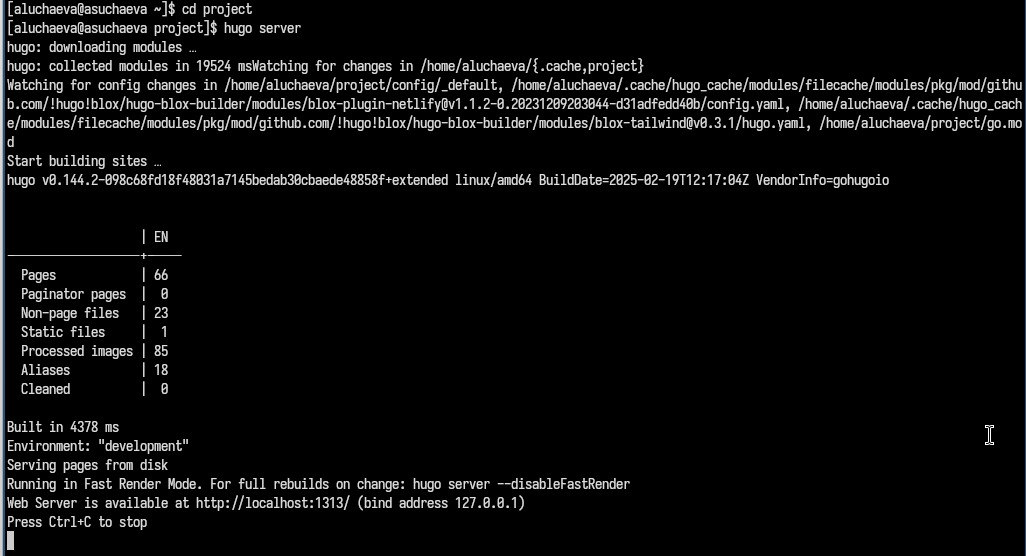 [aluchaeva@asuchaeva ~]$ cd project
[aluchaeva@asuchaeva project]$ hugo server
hugo: downloading modules …
hugo: collected modules in 19524 msWatching for changes in /home/aluchaeva/{.cache,project}
Watching for config changes in /home/aluchaeva/project/config/_default, /home/aluchaeva/.cache/hugo_cache/modules/filecache/modules/pkg/mod/githu
b.com/!hugo!blox/hugo-blox-builder/modules/blox-plugin-netlify@v1.1.2-0.20231209203044-d31adfedd40b/config.yaml, /home/aluchaeva/.cache/hugo_cach
e/modules/filecache/modules/pkg/mod/github.com/!hugo!blox/hugo-blox-builder/modules/blox-tailwind@v0.3.1/hugo.yaml, /home/aluchaeva/project/go.mo
d
Start building sites …
hugo v0.144.2-098c68fd18f48031a7145bedab30cbaede48858f+extended linux/amd64 BuildDate=2025-02-19T12:17:04Z VendorInfo=gohugoio
| EN
───────────────────+─────
Pages | 66
Paginator pages | 0
Non-page files | 23
Static files | 1
Processed images | 85
Aliases | 18
Cleaned | 0
Built in 4378 ms
Environment: "development"
Serving pages from disk
Running in Fast Render Mode. For full rebuilds on change: hugo server --disableFastRender
Web Server is available at http://localhost:1313/ (bind address 127.0.0.1)
Press Ctrl+C to stop